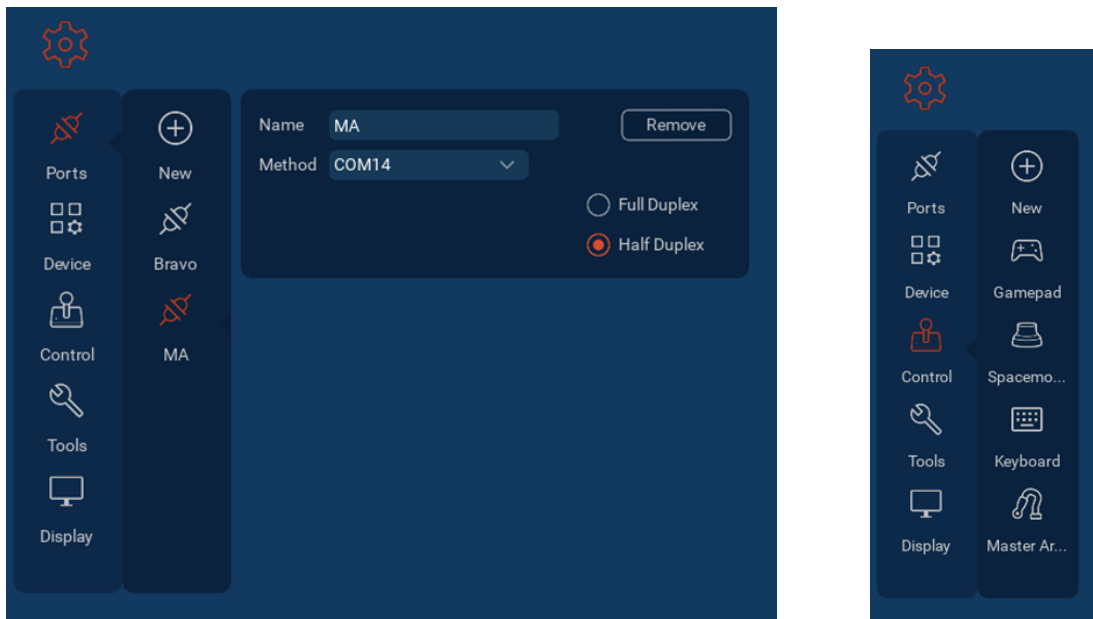 Name MA Remove
Method COM14
Full Duplex
Half Duplex
Ports
Device
Control
Tools
Display
New
Bravo
MA
Ports
Device
Control
Tools
Display
New
Gamepad
Spacemo...
Keyboard
Master Ar...